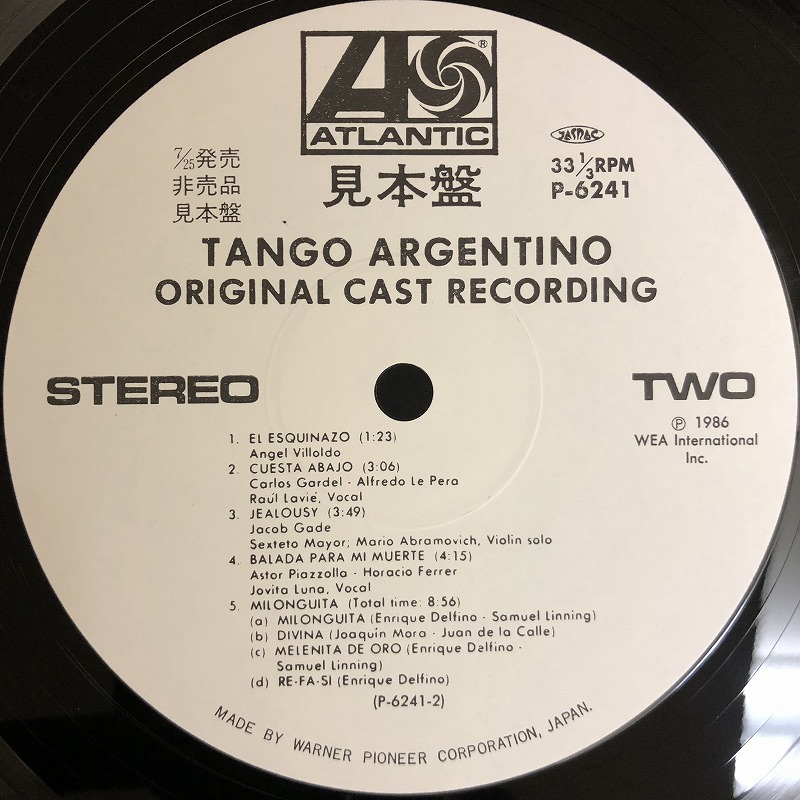 AS ®
ATLANTIC
7/25発売
非売品
見本盤
見本盤
JASRAC
33 1/3 RPM
P-6241
TANGO ARGENTINO
ORIGINAL CAST RECORDING
STEREO
TWO
Ⓟ 1986
WEA International
Inc.
1. EL ESQUINAZO (1:23)
Angel Villoldo
2. CUESTA ABAJO (3:06)
Carlos Gardel - Alfredo Le Pera
Raúl Lavié, Vocal
3. JEALOUSY (3:49)
Jacob Gade
Sexteto Mayor; Mario Abramovich, Violin solo
4. BALADA PARA MI MUERTE (4:15)
Astor Piazzolla - Horacio Ferrer
Jovita Luna, Vocal
5. MILONGUITA (Total time: 8:56)
(a) MILONGUITA (Enrique Delfino - Samuel Linning)
(b) DIVINA (Joaquín Mora - Juan de la Calle)
(c) MELENITA DE ORO (Enrique Delfino -
Samuel Linning)
(d) RE-FA-SI (Enrique Delfino)
(P-6241-2)
MADE BY WARNER PIONEER CORPORATION, JAPAN.